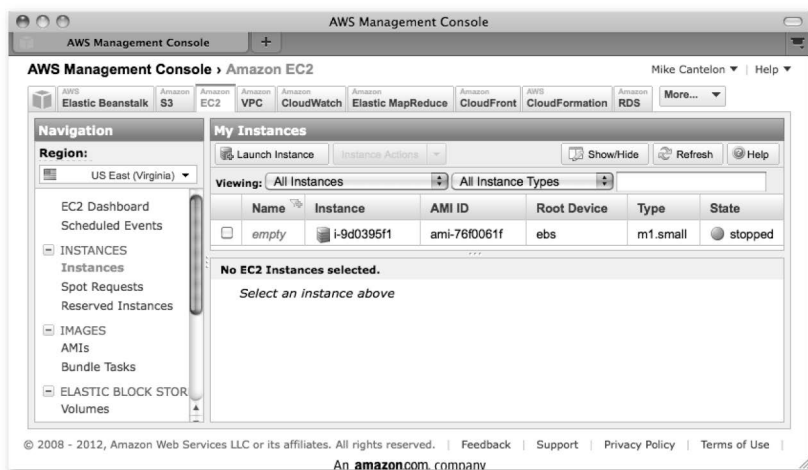 AWS Management Console
AWS Management Console +
AWS Management Console › Amazon EC2 Mike Cantelon ▼ | Help ▼
AWS Elastic Beanstalk Amazon S3 Amazon EC2 Amazon VPC Amazon CloudWatch Amazon Elastic MapReduce Amazon CloudFront AWS CloudFormation Amazon RDS More... ▼
Navigation
Region:
US East (Virginia) ▼
EC2 Dashboard
Scheduled Events
INSTANCES
Instances
Spot Requests
Reserved Instances
IMAGES
AMIs
Bundle Tasks
ELASTIC BLOCK STOR
Volumes
My Instances
Launch Instance Instance Actions Show/Hide Refresh Help
Viewing: All Instances All Instance Types
Name Instance AMI ID Root Device Type State
empty i-9d0395f1 ami-76f0061f ebs m1.small stopped
No EC2 Instances selected.
Select an instance above
© 2008 - 2012, Amazon Web Services LLC or its affiliates. All rights reserved. | Feedback | Support | Privacy Policy | Terms of Use |
An amazon.com. company